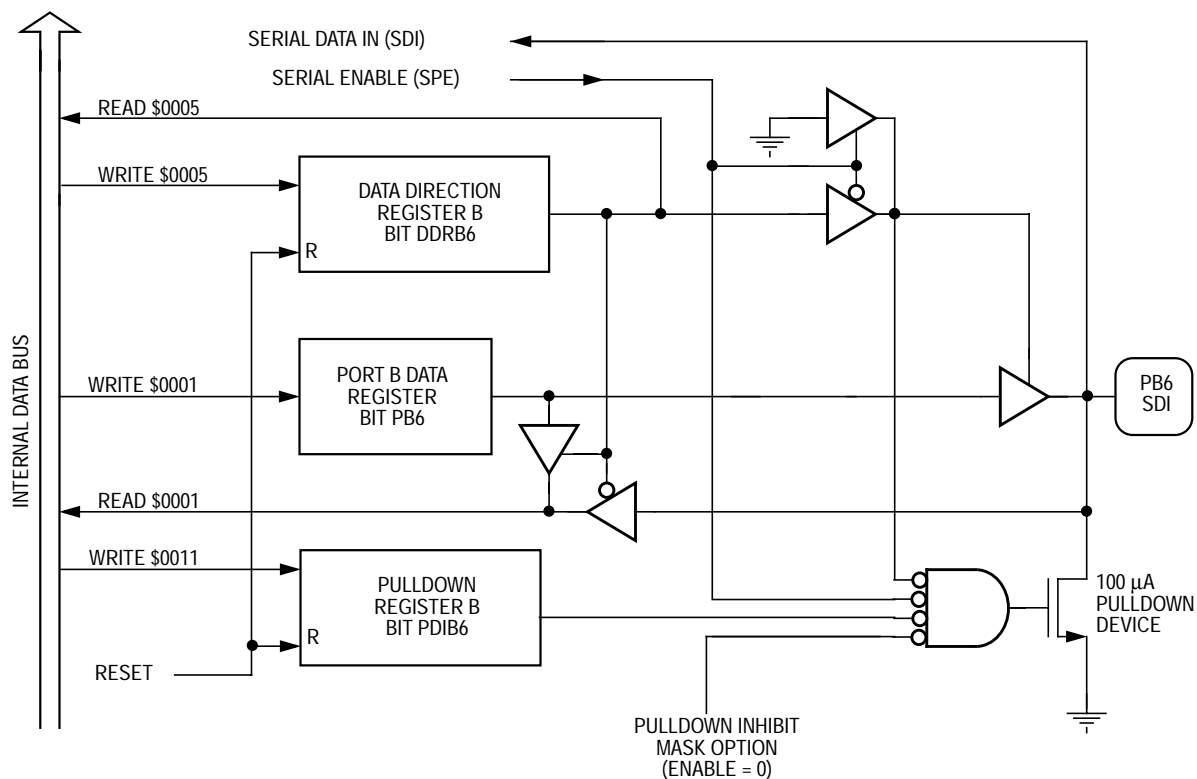 SERIAL DATA IN (SDI)
SERIAL ENABLE (SPE)
READ $0005
WRITE $0005
DATA DIRECTION
REGISTER B
BIT DDRB6
R
INTERNAL DATA BUS
WRITE $0001
PORT B DATA
REGISTER
BIT PB6
PB6
SDI
READ $0001
WRITE $0011
PULLDOWN
REGISTER B
BIT PDIB6
R
100 µA
PULLDOWN
DEVICE
RESET
PULLDOWN INHIBIT
MASK OPTION
(ENABLE = 0)